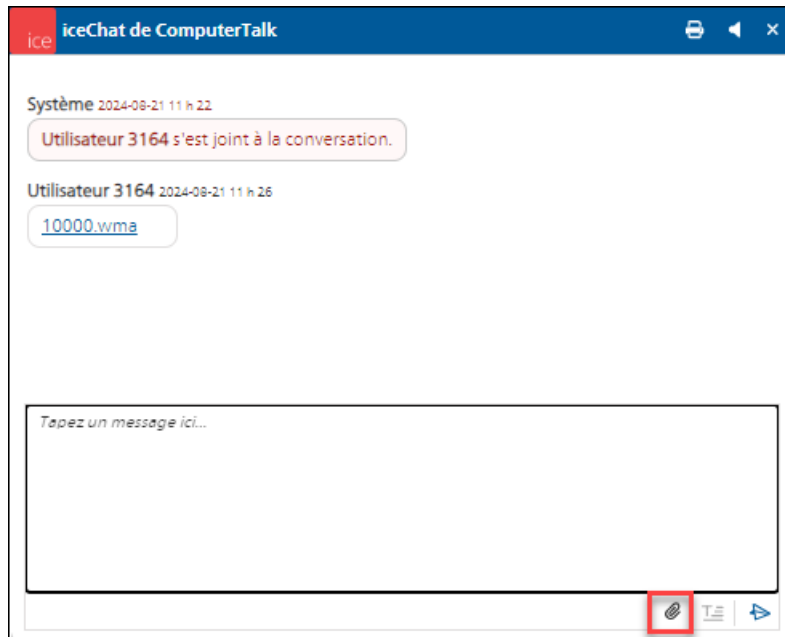 ice iceChat de ComputerTalk
Système 2024-08-21 11 h 22
Utilisateur 3164 s'est joint à la conversation.
Utilisateur 3164 2024-08-21 11 h 26
10000.wma
Tapez un message ici...